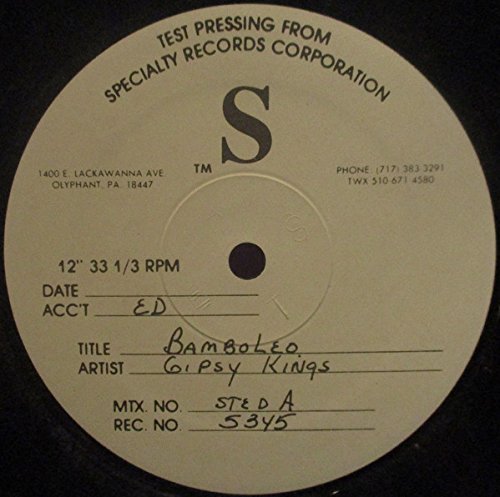 TEST PRESSING FROM
SPECIALTY RECORDS CORPORATION
S
TM
1400 E. LACKAWANNA AVE.
OLYPHANT, PA. 18447
PHONE: (717) 383 3291
TWX 510 671 4580
12" 33 1/3 RPM
DATE
ACC'T ED
TITLE Bamboleo
ARTIST Gipsy Kings
MTX. NO. STED A
REC. NO. 5345